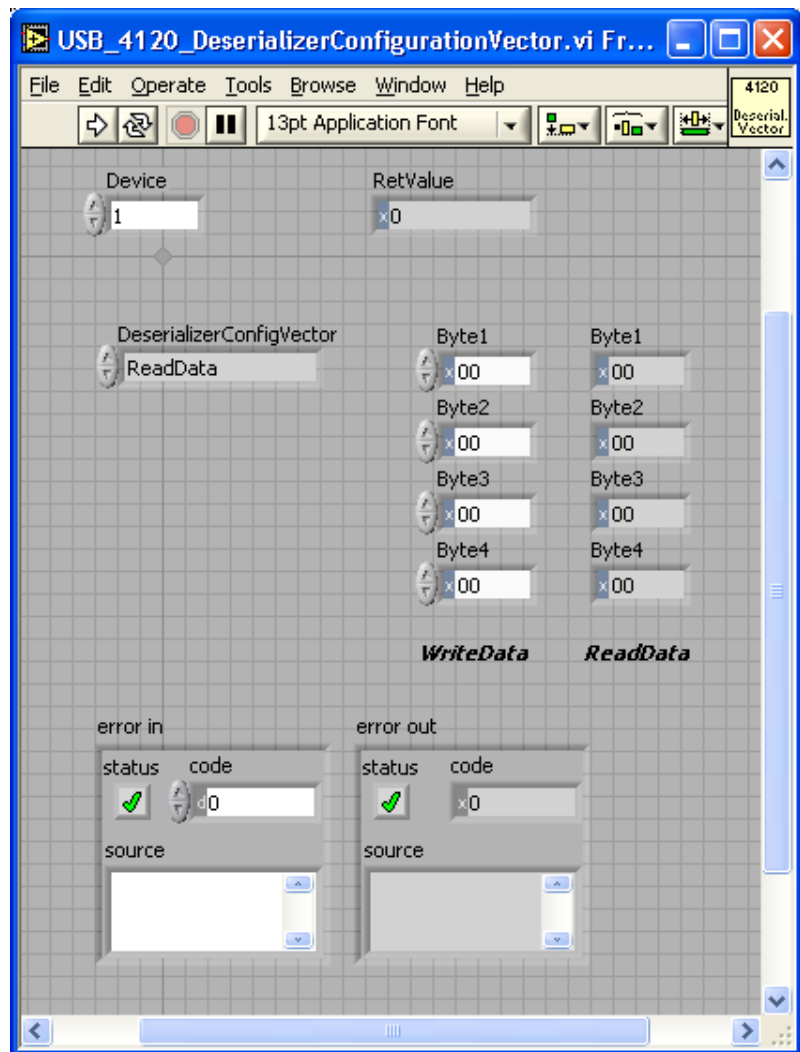 USB_4120_DeserializerConfigurationVector.vi Fr...
File Edit Operate Tools Browse Window Help
4120
Deserial.
Vector
13pt Application Font
Device RetValue
1 x0
DeserializerConfigVector Byte1 Byte1
ReadData x00 x00
Byte2 Byte2
x00 x00
Byte3 Byte3
x00 x00
Byte4 Byte4
x00 x00
WriteData ReadData
error in error out
status code status code
d0 x0
source source